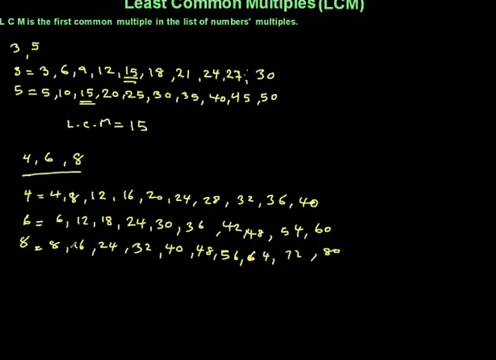 Least Common Multiples (LCM)
L C M is the first common multiple in the list of numbers' multiples.
3, 5
3 = 3, 6, 9, 12, 15, 18, 21, 24, 27, 30
5 = 5, 10, 15, 20, 25, 30, 35, 40, 45, 50
L.C.M = 15
4, 6, 8
4 = 4, 8, 12, 16, 20, 24, 28, 32, 36, 40
6 = 6, 12, 18, 24, 30, 36, 42, 48, 54, 60
8 = 8, 16, 24, 32, 40, 48, 56, 64, 72, 80